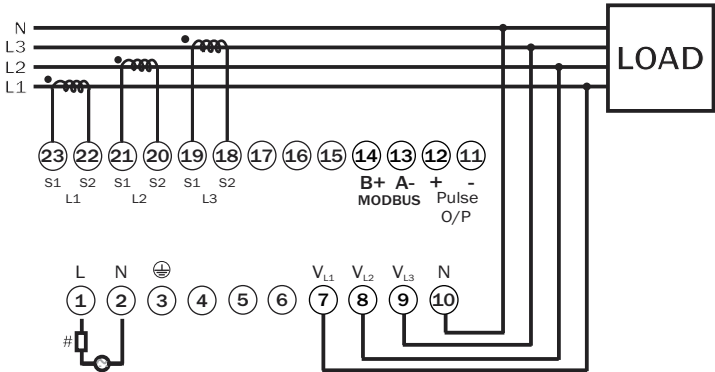 N
L3
L2
L1
LOAD
23 22 21 20 19 18 17 16 15 14 13 12 11
S1 S2 S1 S2 S1 S2 B+ A- + -
L1 L2 L3 MODBUS Pulse
O/P
L N VL1 VL2 VL3 N
1 2 3 4 5 6 7 8 9 10
#